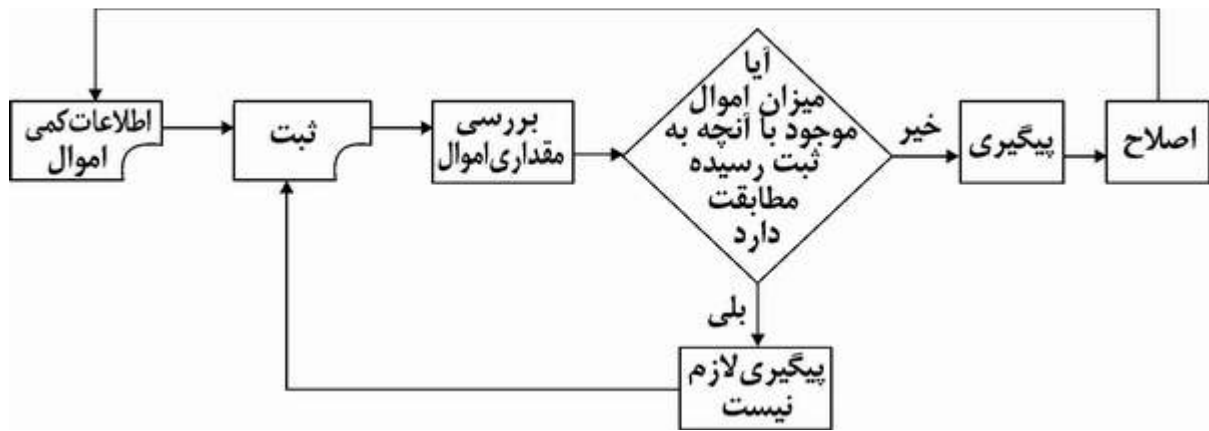 اطلاعات کمی
اموال
ثبت
بررسی
مقداری اموال
آیا
میزان اموال
موجود با آنچه به
ثبت رسیده
مطابقت
دارد
خیر
پیگیری
اصلاح
بلی
پیگیری لازم
نیست